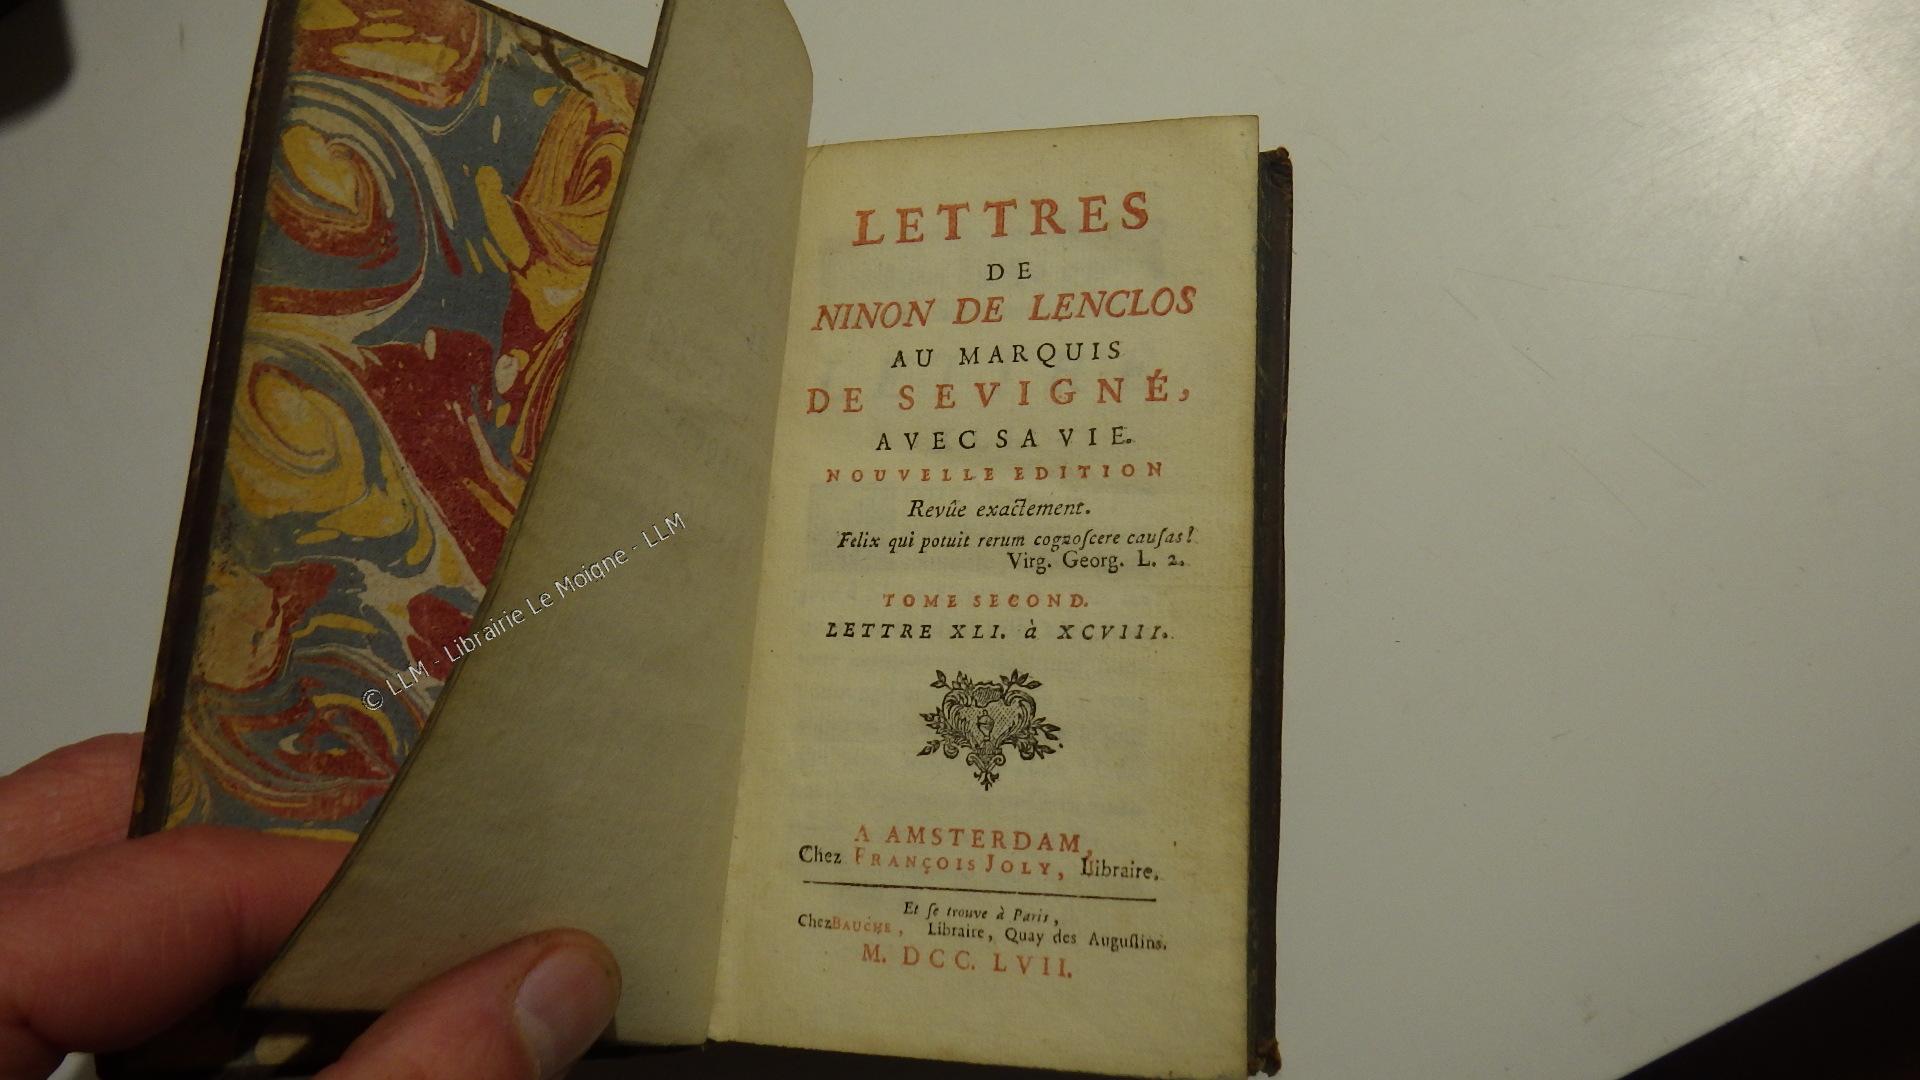 LETTRES
DE
NINON DE LENCLOS
AU MARQUIS
DE SEVIGNÉ,
AVEC SA VIE.
NOUVELLE EDITION
Revûe exactement.
Felix qui potuit rerum cognoſcere cauſas!
Virg. Georg. L. 2.
TOME SECOND.
LETTRE XLI. à XCVIII.
A AMSTERDAM,
Chez FRANÇOIS JOLY, Libraire.
Et ſe trouve à Paris,
Chez BAUCHE, Libraire, Quay des Auguſtins.
M. DCC. LVII.
© LLM - Librairie Le Moigne - LLM